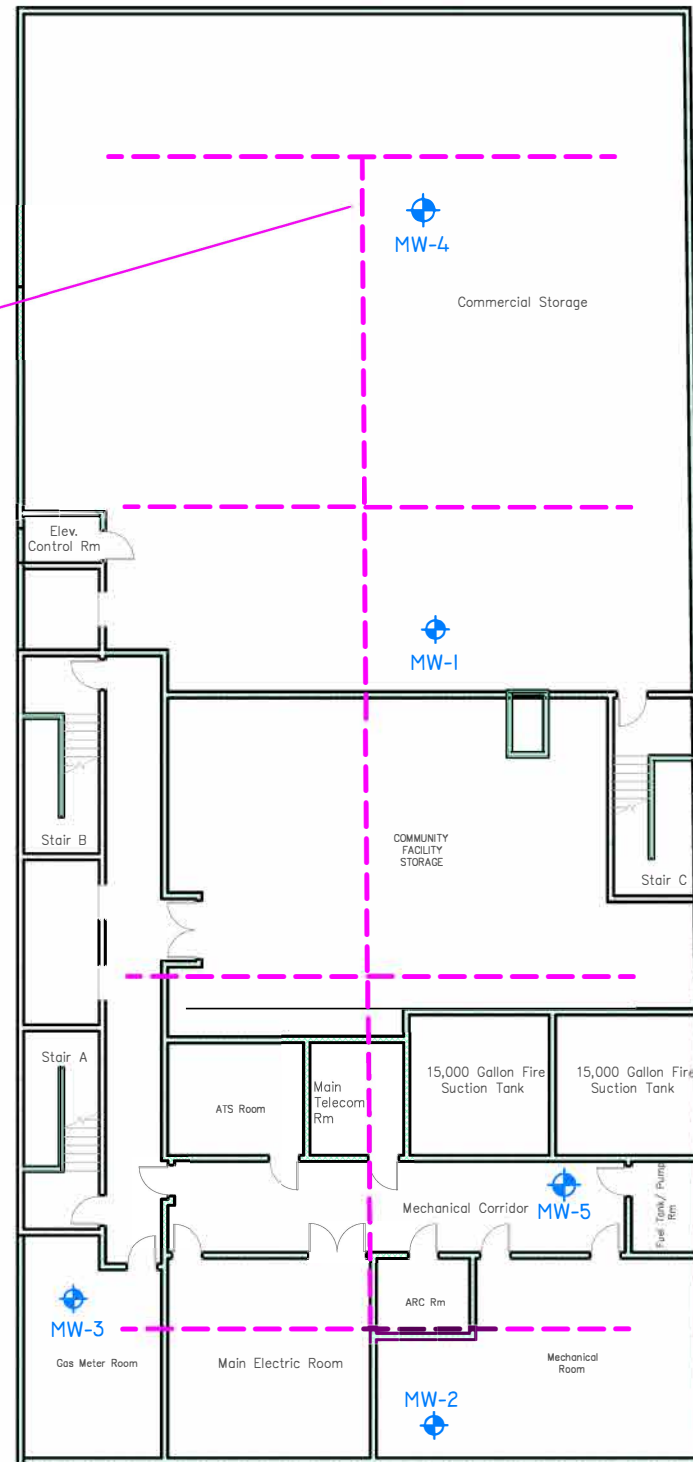 MW-4
Commercial Storage
Elev.
Control Rm
MW-1
Stair B
COMMUNITY
FACILITY
STORAGE
Stair C
Stair A
ATS Room
Main
Telecom
Rm
15,000 Gallon Fire
Suction Tank
15,000 Gallon Fire
Suction Tank
Mechanical Corridor
MW-5
Fuel Tank/ Pump
Rm
MW-3
Gas Meter Room
Main Electric Room
ARC Rm
Mechanical
Room
MW-2